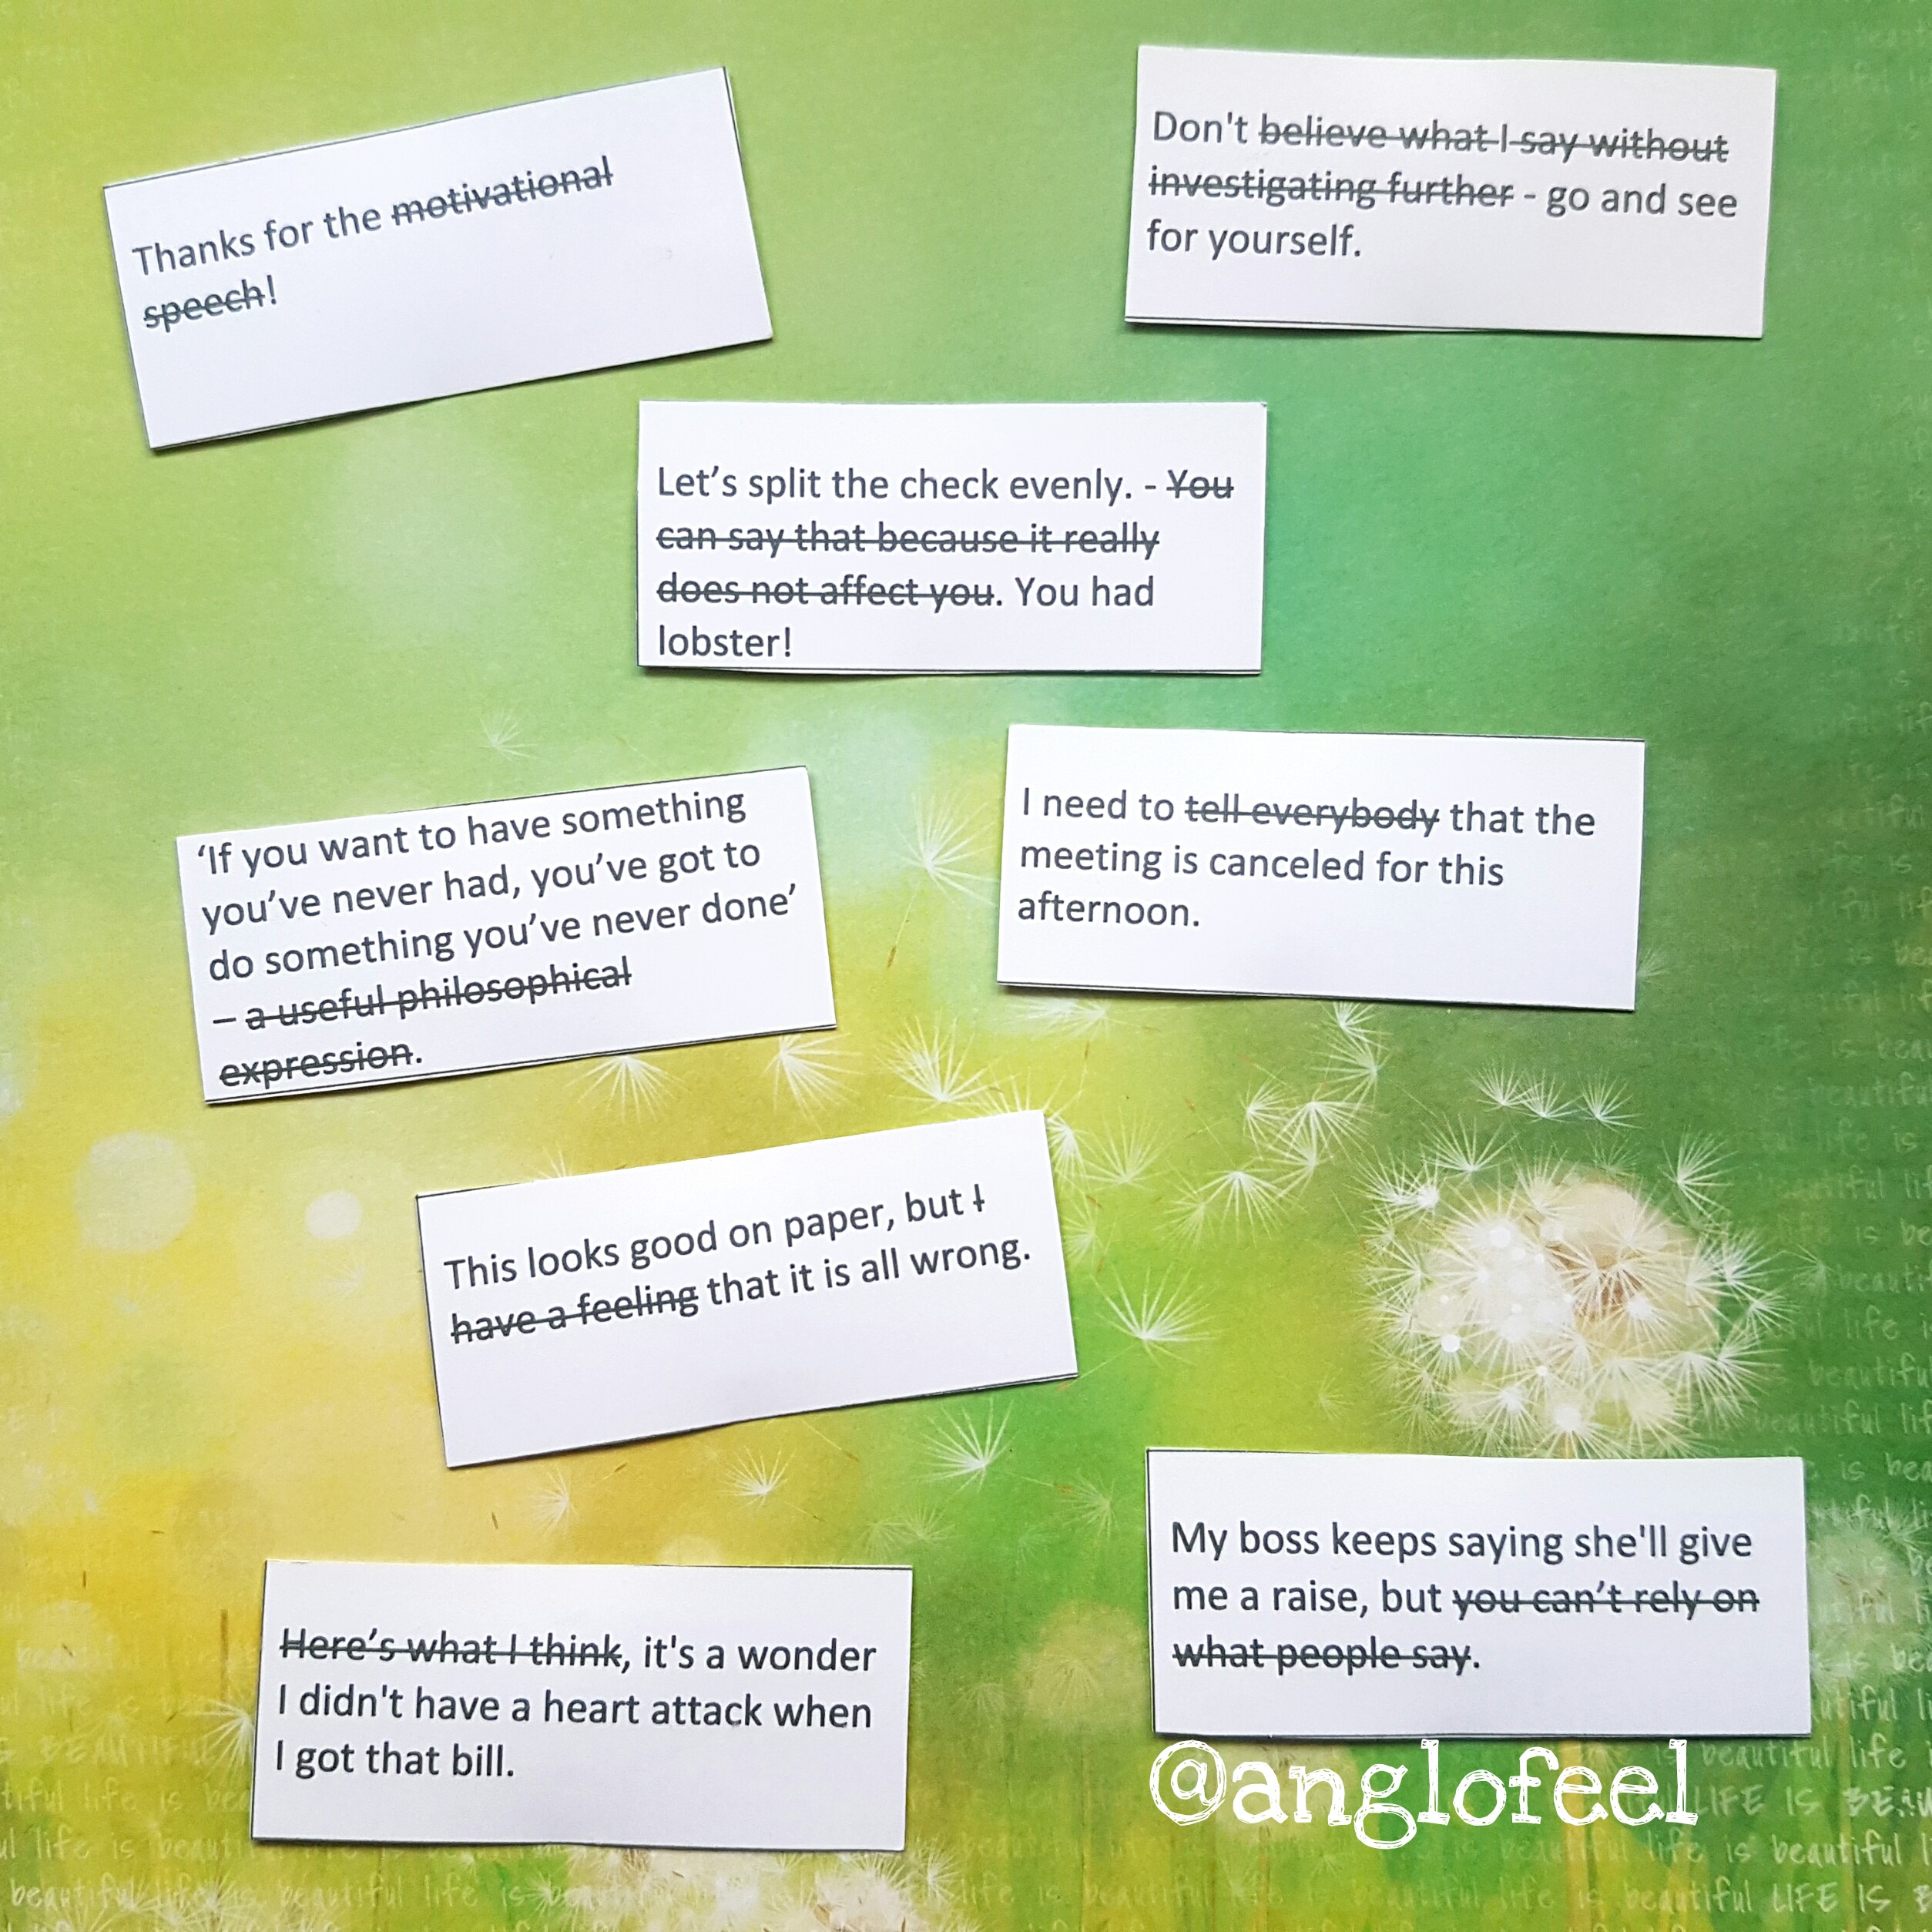 Thanks for the ~~motivational~~
~~speech~~!
Don't ~~believe what I say without~~
~~investigating further~~ - go and see
for yourself.
Let’s split the check evenly. - ~~You~~
~~can say that because it really~~
~~does not affect you~~. You had
lobster!
‘If you want to have something
you’ve never had, you’ve got to
do something you’ve never done’
– ~~a useful philosophical~~
~~expression~~.
I need to ~~tell everybody~~ that the
meeting is canceled for this
afternoon.
This looks good on paper, but ~~I~~
~~have a feeling~~ that it is all wrong.
~~Here’s what I think~~, it's a wonder
I didn't have a heart attack when
I got that bill.
My boss keeps saying she'll give
me a raise, but ~~you can’t rely on~~
~~what people say~~.
@anglofeel
beautiful life
LIFE IS
life is beautiful
beautiful life is beautiful LIFE IS